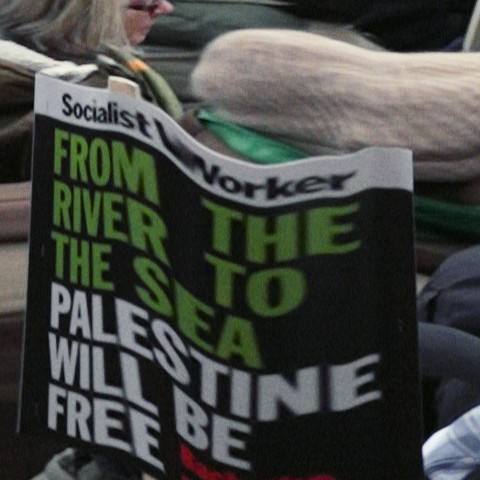 Socialist Worker
FROM THE
RIVER TO
THE SEA
PALESTINE
WILL BE
FREE